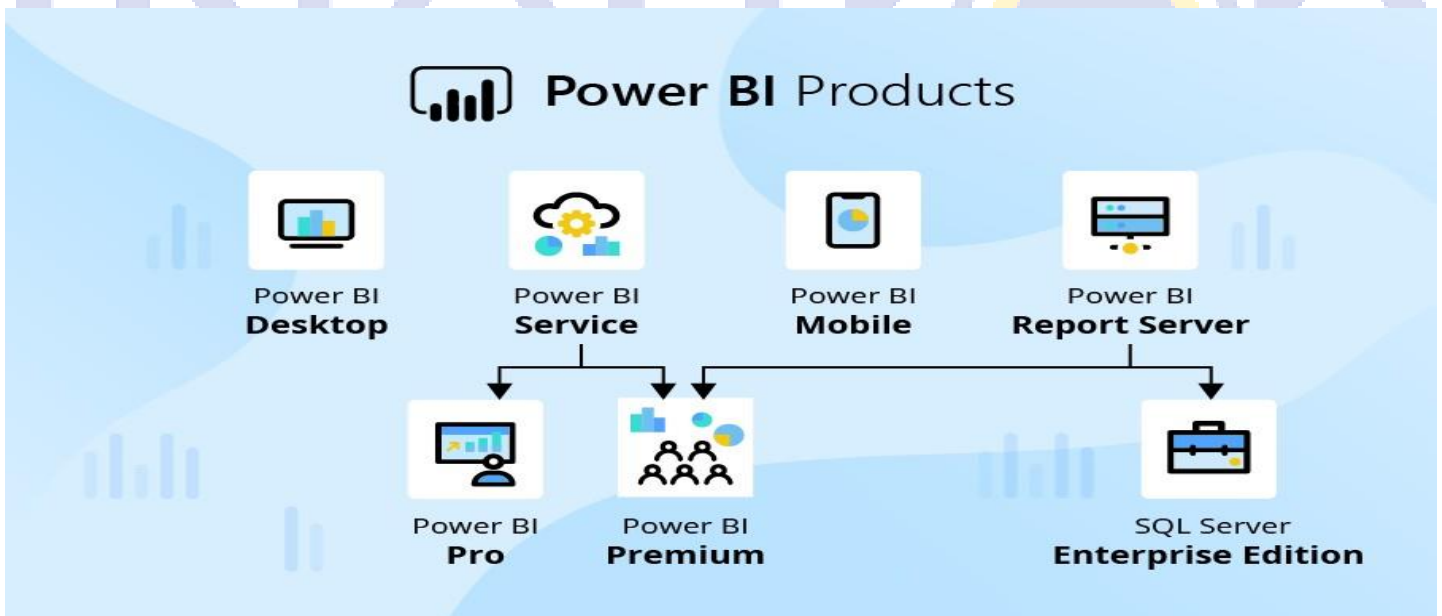 Power BI Products
Power BI
Desktop
Power BI
Service
Power BI
Mobile
Power BI
Report Server
Power BI
Pro
Power BI
Premium
SQL Server
Enterprise Edition